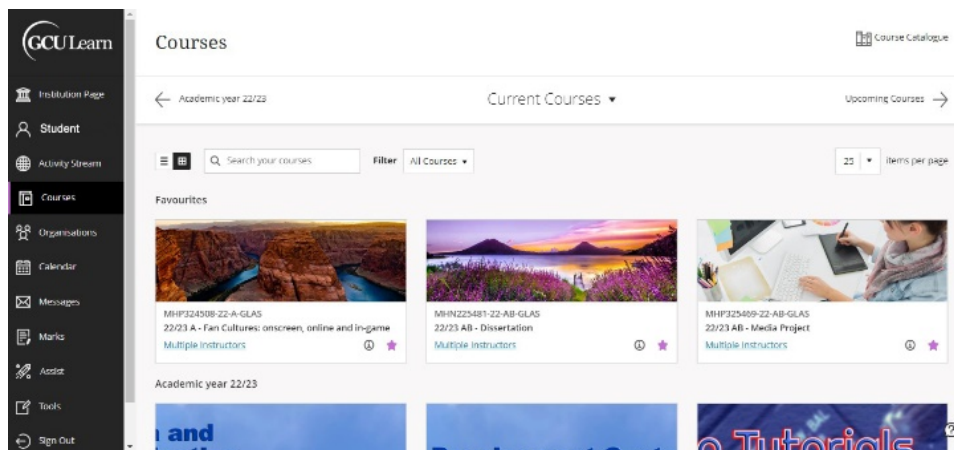 GCU Learn
Institution Page
Student
Activity Stream
Courses
Organisations
Calendar
Messages
Marks
Assist
Tools
Sign Out
Courses
Course Catalogue
Academic year 22/23
Current Courses
Upcoming Courses
Search your courses
Filter
All Courses
25
items per page
Favourites
MHP324508-22-A-GLAS
22/23 A - Fan Cultures: onscreen, online and in-game
Multiple Instructors
MHN225481-22-AB-GLAS
22/23 AB - Dissertation
Multiple Instructors
MHP325469-22-AB-GLAS
22/23 AB - Media Project
Multiple Instructors
Academic year 22/23
and
Tutorials
?